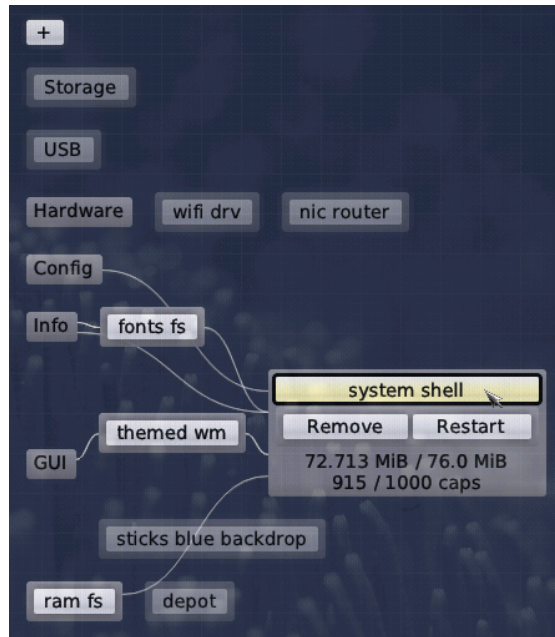 +
Storage
USB
Hardware wifi drv nic router
Config
Info fonts fs
system shell
Remove Restart
themed wm
GUI
72.713 MiB / 76.0 MiB
915 / 1000 caps
sticks blue backdrop
ram fs depot